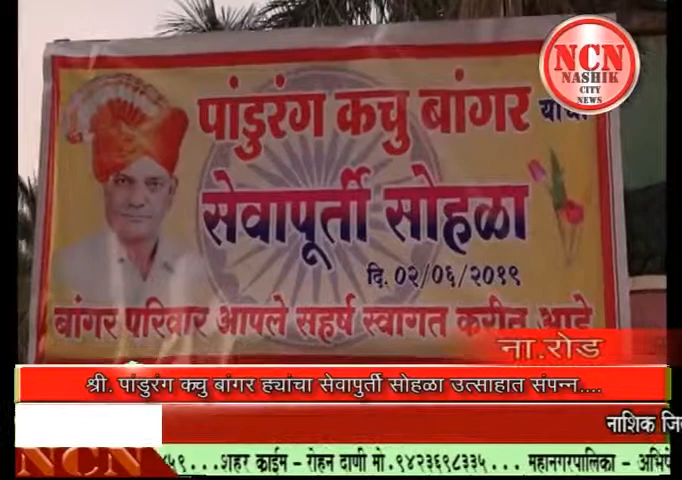 NCN
NASHIK
CITY
NEWS
पांडुरंग कचु बांगर
सेवापूर्ती सोहळा
दि. ०२/०६/२०१९
बांगर परिवार आपले सहर्ष स्वागत करीत आहे
ना.रोड
श्री. पांडुरंग कचु बांगर ह्यांचा सेवापुर्ती सोहळा उत्साहात संपन्न....
नाशिक
NCN
५९ ...शहर क्राईम - रोहन दाणी मो.९४२३६९८३३५... महानगरपालिका -